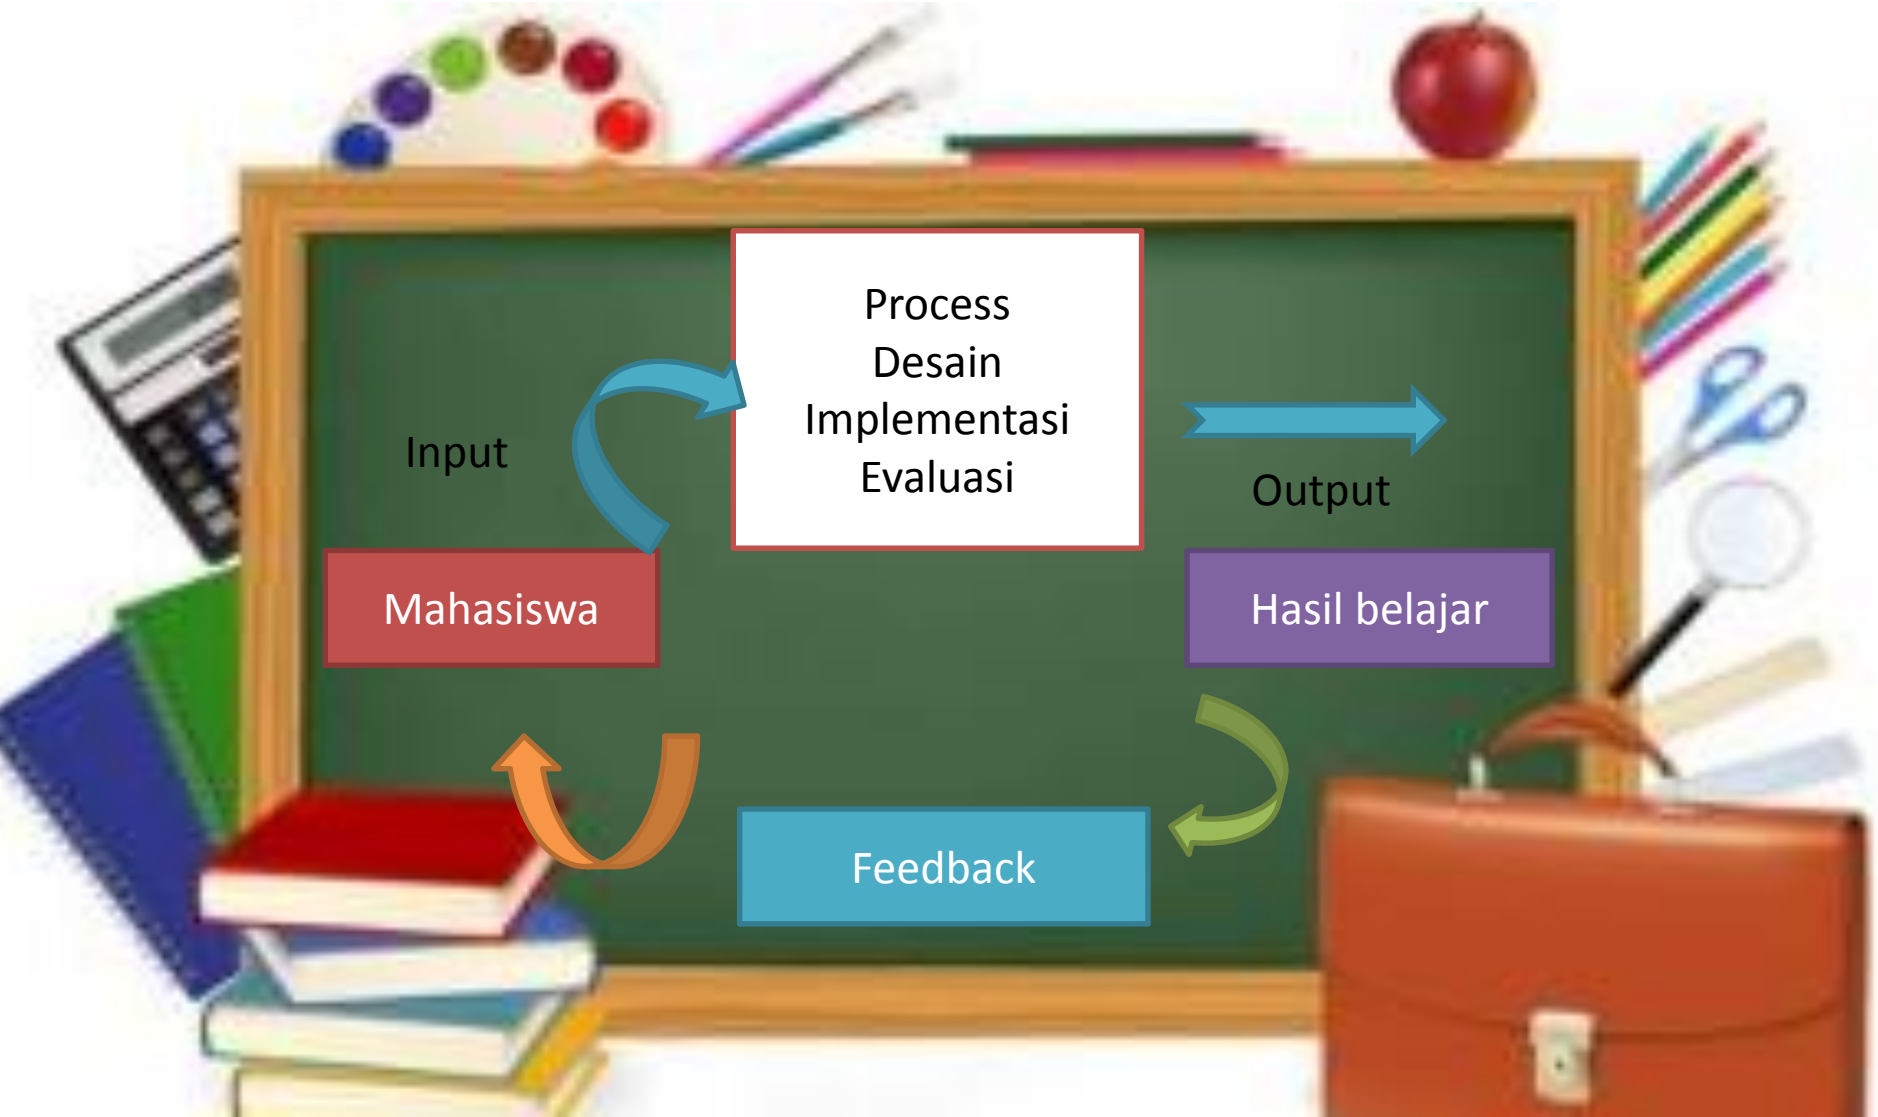 Process
Desain
Implementasi
Evaluasi
Input
Output
Mahasiswa
Hasil belajar
Feedback